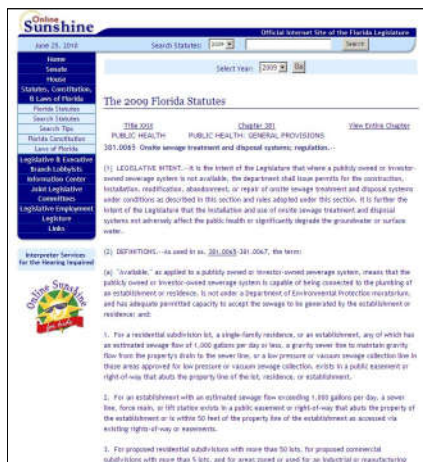 Online
Sunshine
Official Internet Site of the Florida Legislature
June 25, 2010
Search Statutes: 2009
Search
Select Year: 2009 Go
Home
Senate
House
Statutes, Constitution,
& Laws of Florida
Florida Statutes
Search Statutes
Search Tips
Florida Constitution
Laws of Florida
Legislative & Executive
Branch Lobbyists
Information Center
Joint Legislative
Committees
Legislative Employment
Legistore
Links
Interpreter Services
for the Hearing Impaired
Online Sunshine
The 2009 Florida Statutes
Title XXIX Chapter 381 View Entire Chapter
PUBLIC HEALTH PUBLIC HEALTH: GENERAL PROVISIONS
381.0065 Onsite sewage treatment and disposal systems; regulation.--
(1) LEGISLATIVE INTENT.--It is the intent of the Legislature that where a publicly owned or investor-
owned sewerage system is not available, the department shall issue permits for the construction,
installation, modification, abandonment, or repair of onsite sewage treatment and disposal systems
under conditions as described in this section and rules adopted under this section. It is further the
intent of the Legislature that the installation and use of onsite sewage treatment and disposal
systems not adversely affect the public health or significantly degrade the groundwater or surface
water.
(2) DEFINITIONS.--As used in ss. 381.0065-381.0067, the term:
(a) "Available," as applied to a publicly owned or investor-owned sewerage system, means that the
publicly owned or investor-owned sewerage system is capable of being connected to the plumbing of
an establishment or residence, is not under a Department of Environmental Protection moratorium,
and has adequate permitted capacity to accept the sewage to be generated by the establishment or
residence; and:
1. For a residential subdivision lot, a single-family residence, or an establishment, any of which has
an estimated sewage flow of 1,000 gallons per day or less, a gravity sewer line to maintain gravity
flow from the property's drain to the sewer line, or a low pressure or vacuum sewage collection line in
those areas approved for low pressure or vacuum sewage collection, exists in a public easement or
right-of-way that abuts the property line of the lot, residence, or establishment.
2. For an establishment with an estimated sewage flow exceeding 1,000 gallons per day, a sewer
line, force main, or lift station exists in a public easement or right-of-way that abuts the property of
the establishment or is within 50 feet of the property line of the establishment as accessed via
existing rights-of-way or easements.
3. For proposed residential subdivisions with more than 50 lots, for proposed commercial
subdivisions with more than 5 lots, and for areas zoned or used for an industrial or manufacturing